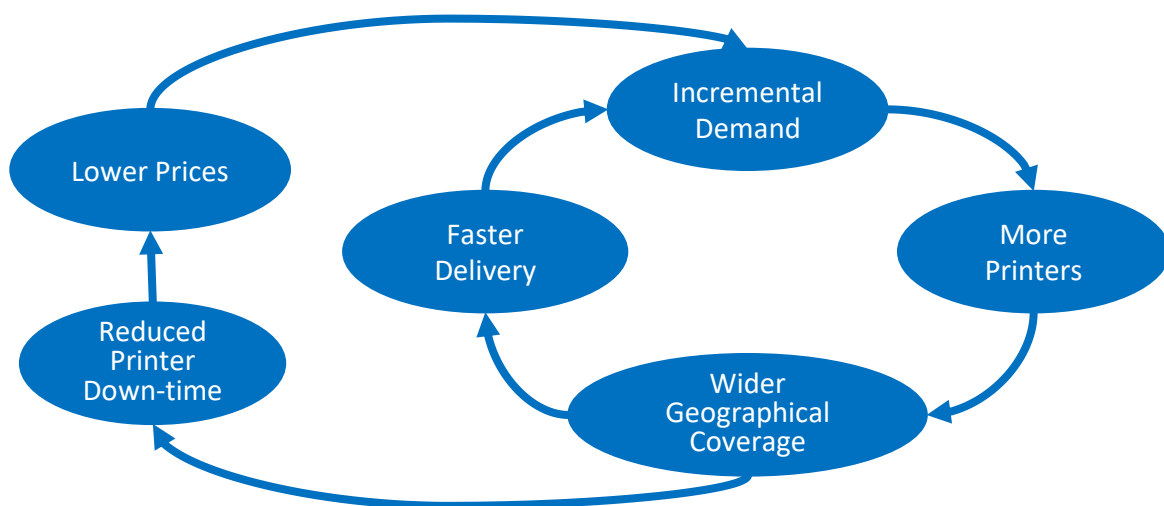 Incremental
Demand
Lower Prices
Faster
Delivery
More
Printers
Reduced
Printer
Down-time
Wider
Geographical
Coverage